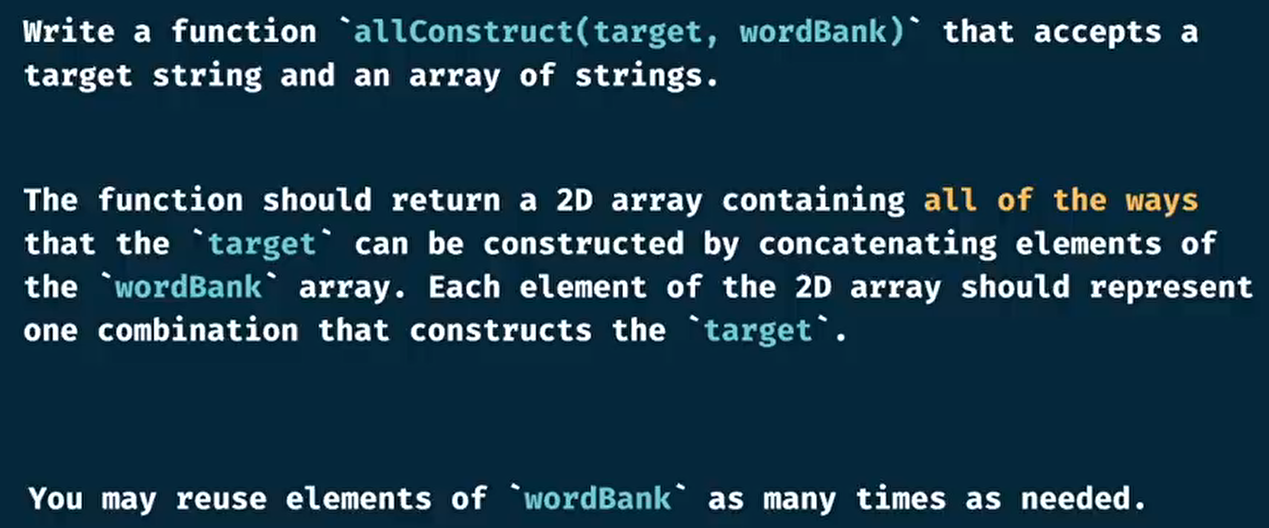 Write a function `allConstruct(target, wordBank)` that accepts a
target string and an array of strings.
The function should return a 2D array containing all of the ways
that the `target` can be constructed by concatenating elements of
the `wordBank` array. Each element of the 2D array should represent
one combination that constructs the `target`.
You may reuse elements of `wordBank` as many times as needed.